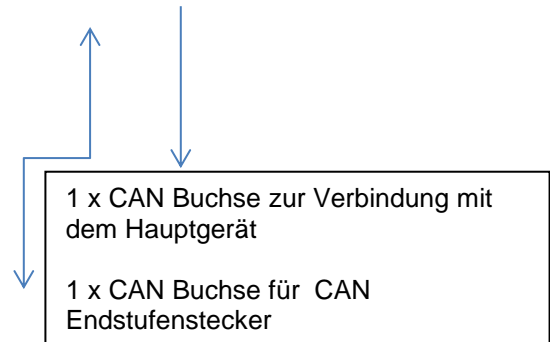 1 x CAN Buchse zur Verbindung mit
dem Hauptgerät
1 x CAN Buchse für  CAN
Endstufenstecker